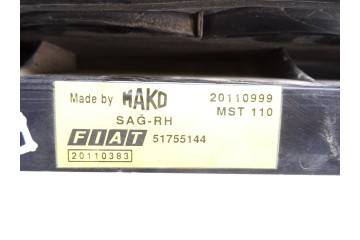 Made by MAKO 20110999
SAĞ-RH MST 110
FIAT 51755144
20110383